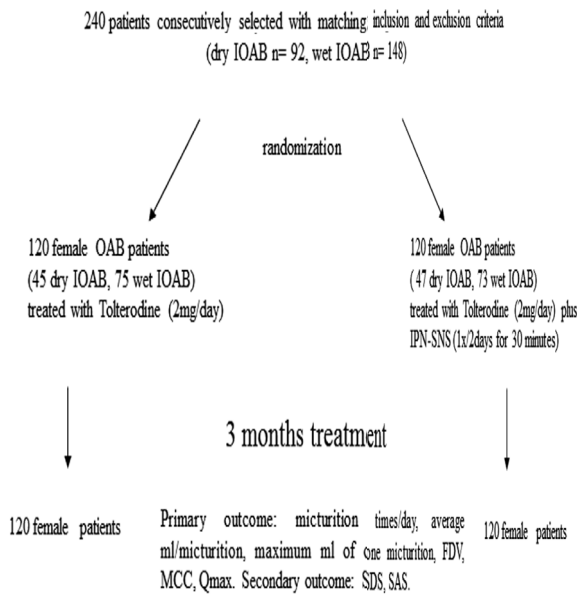 240 patients consecutively selected with matching inclusion and exclusion criteria
(dry IOAB n= 92, wet IOAB n= 148)
randomization
120 female OAB patients
(45 dry IOAB, 75 wet IOAB)
treated with Tolterodine (2mg/day)
120 female OAB patients
( 47 dry IOAB, 73 wet IOAB)
treated with Tolterodine (2mg/day) plus
IPN-SNS (1x/2days for 30 minutes)
3 months treatment
120 female patients
Primary outcome: micturition times/day, average
ml/micturition, maximum ml of one micturition, FDV,
MCC, Qmax. Secondary outcome: SDS, SAS.
120 female patients